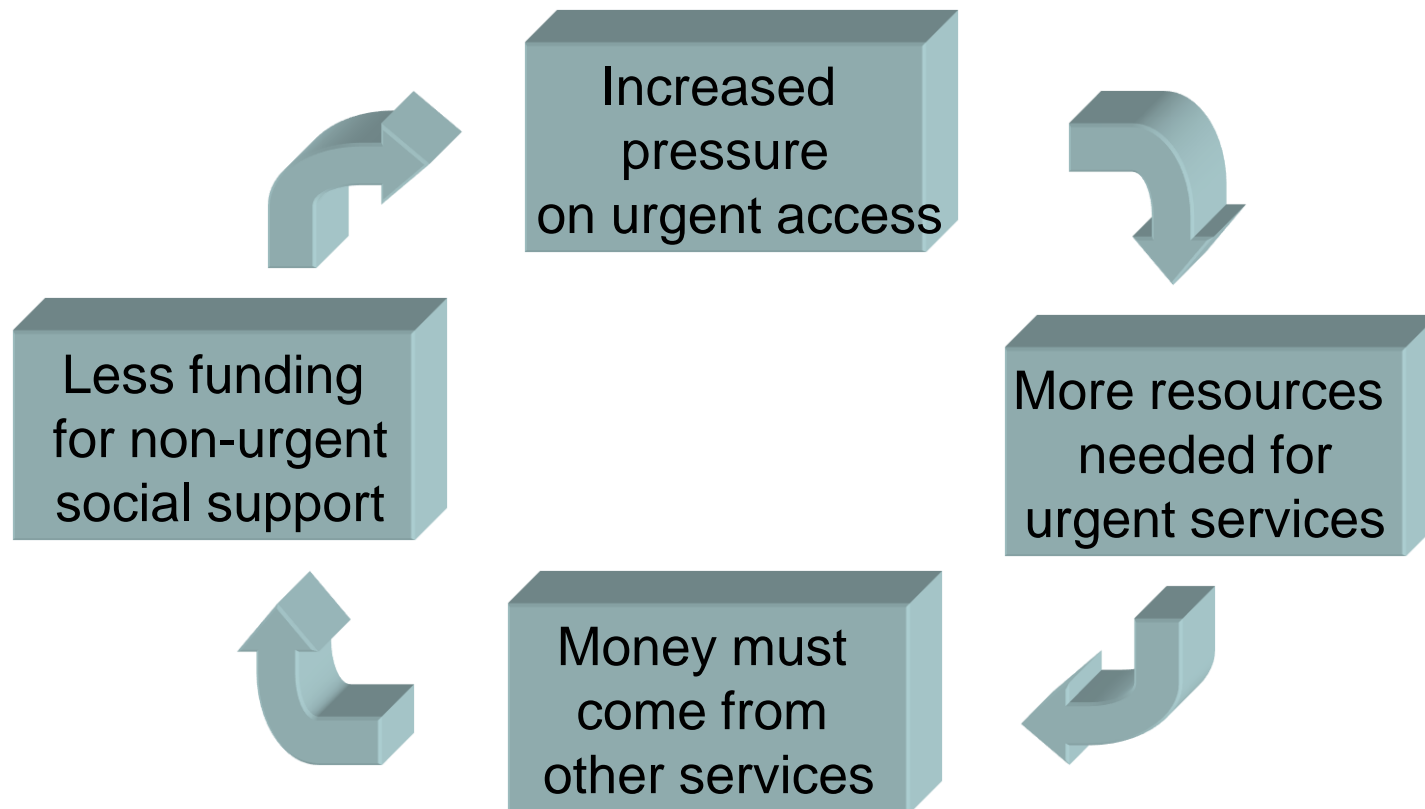 Increased
pressure
on urgent access
More resources
needed for
urgent services
Money must
come from
other services
Less funding
for non-urgent
social support